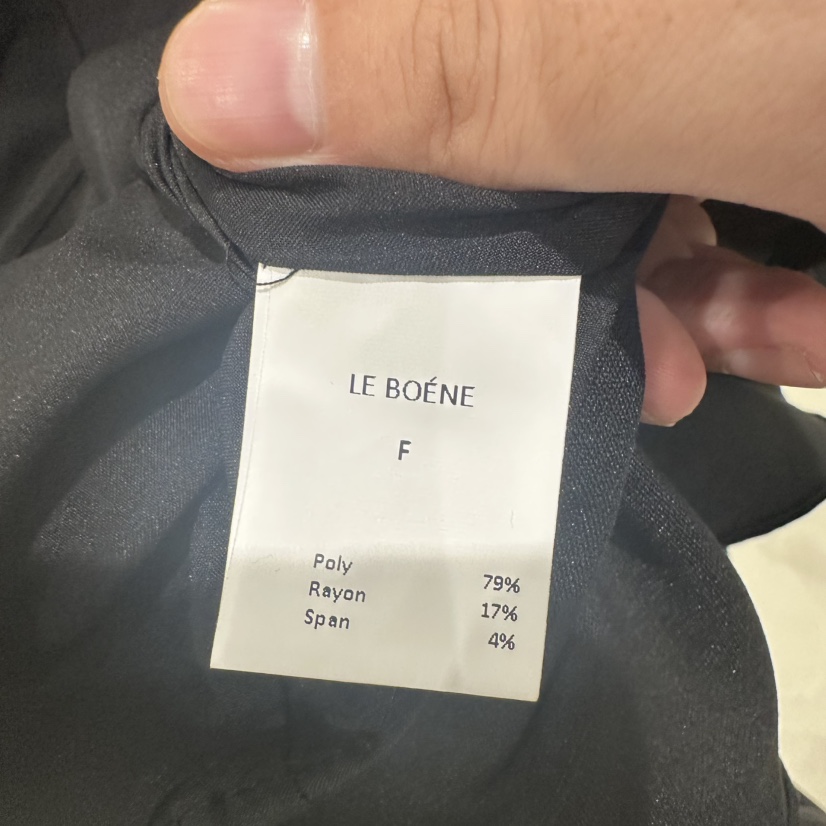 LE BOÉNE
F
Poly 79%
Rayon 17%
Span 4%